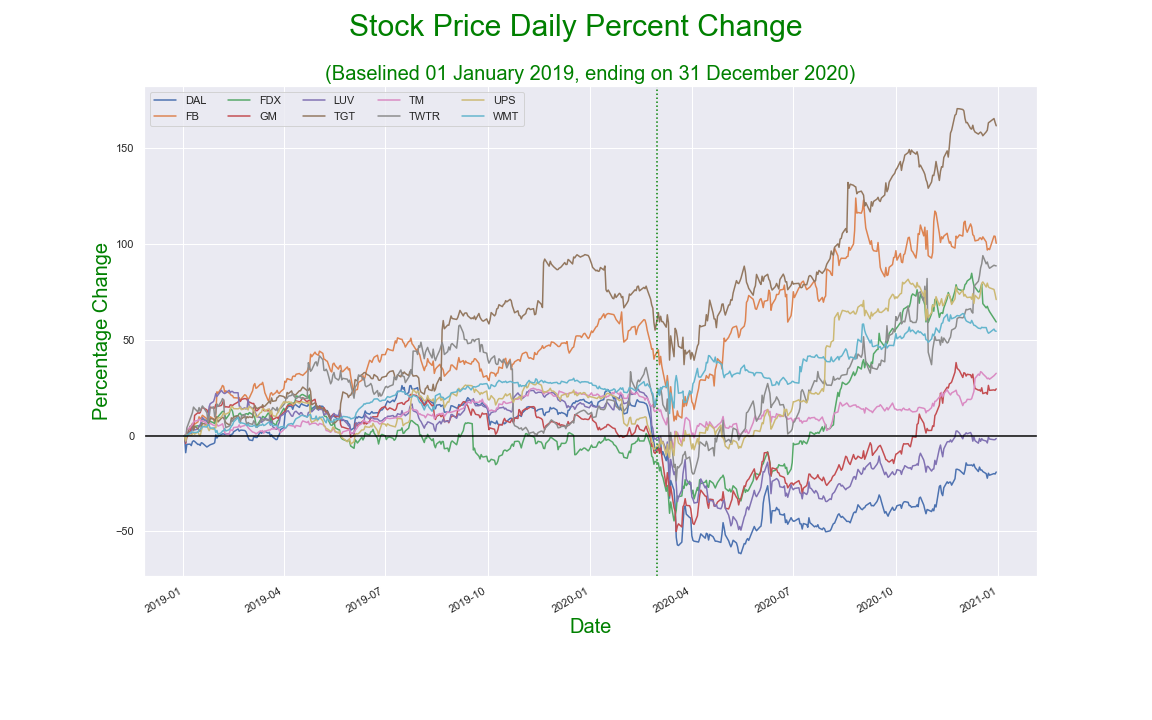 Stock Price Daily Percent Change
(Baselined 01 January 2019, ending on 31 December 2020)
DAL FDX LUV TM UPS
FB GM TGT TWTR WMT
Percentage Change
150
100
50
0
−50
2019-01 2019-04 2019-07 2019-10 2020-01 2020-04 2020-07 2020-10 2021-01
Date